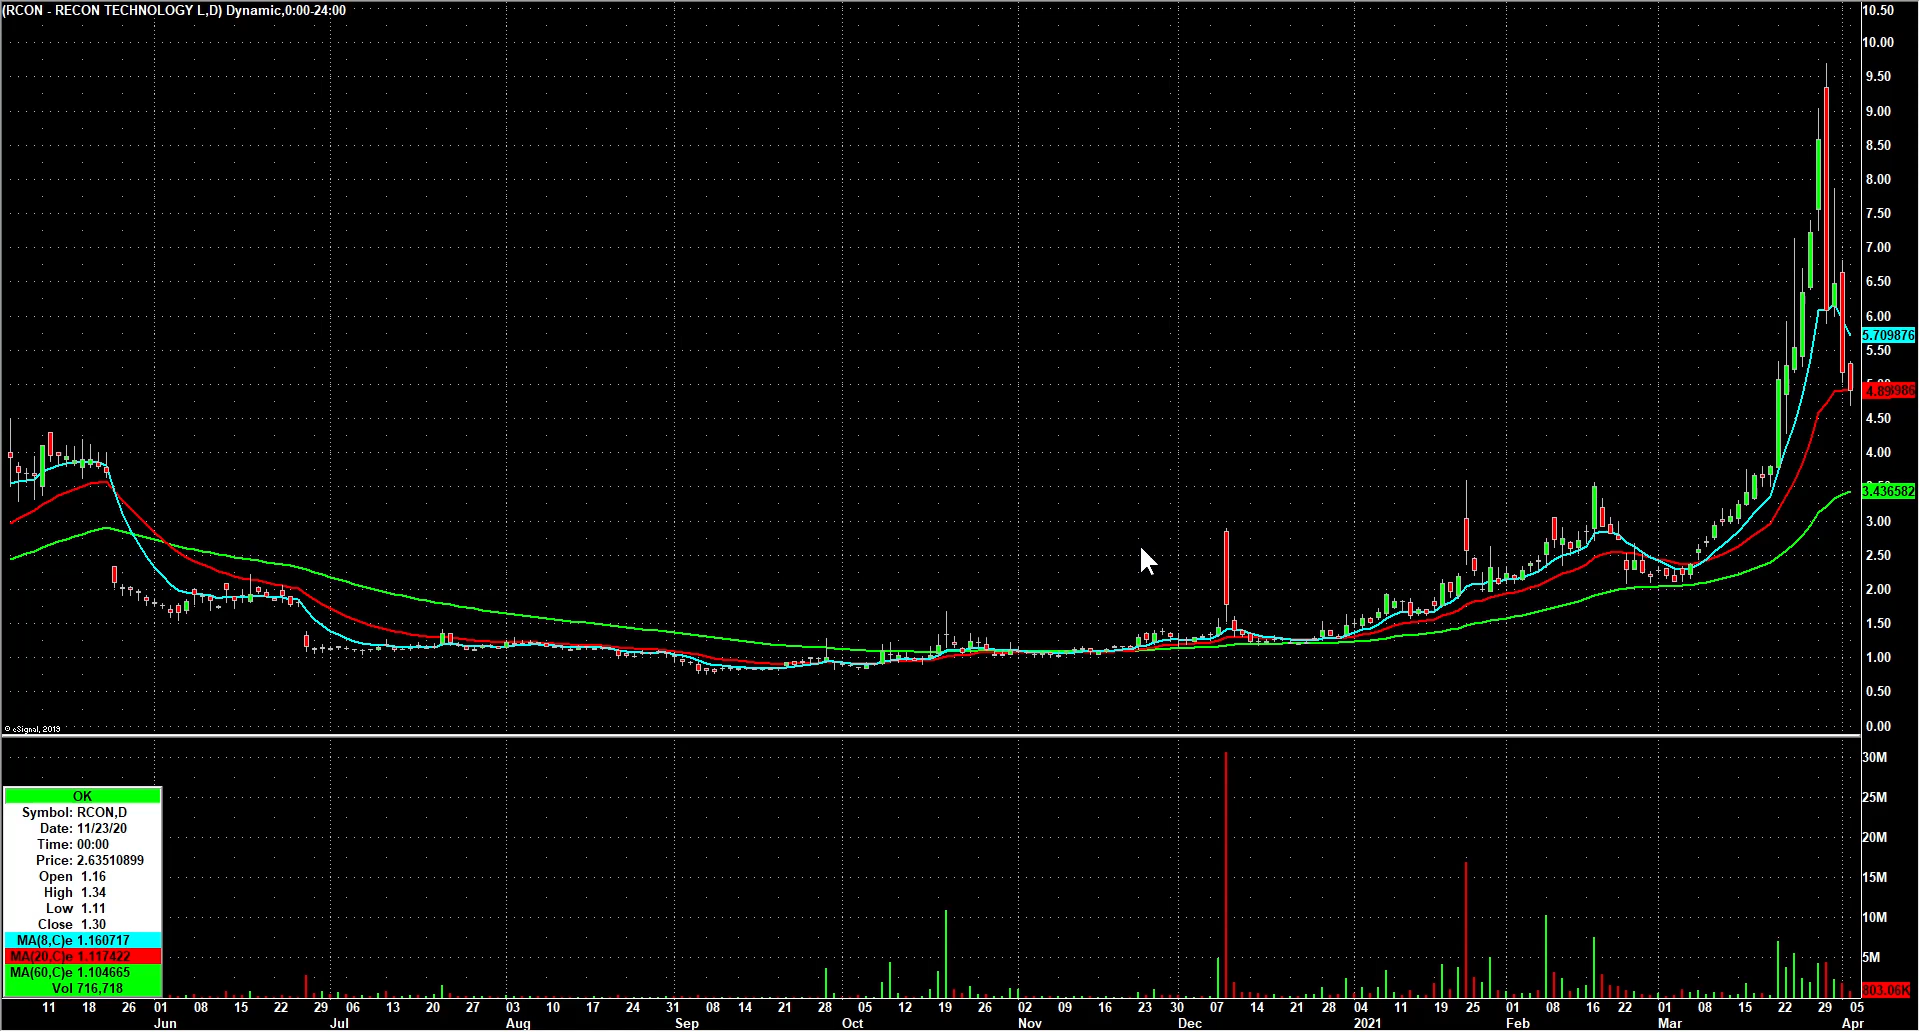 (RCON - RECON TECHNOLOGY L,D) Dynamic,0:00-24:00
10.50
10.00
9.50
9.00
8.50
8.00
7.50
7.00
6.50
6.00
5.709876
5.50
4.50
4.00
3.436582
3.00
2.50
2.00
1.50
1.00
0.50
0.00
© eSignal, 2019
30M
25M
20M
15M
10M
5M
803.06K
OK
Symbol: RCON,D
Date: 11/23/20
Time: 00:00
Price: 2.63510899
Open 1.16
High 1.34
Low 1.11
Close 1.30
MA(8,C)e 1.160717
MA(20,C)e 1.117422
MA(60,C)e 1.104665
Vol 716,718
11 18 26 01 08 15 22 29 06 13 20 27 03 10 17 24 31 08 14 21 28 05 12 19 26 02 09 16 23 30 07 14 21 28 04 11 19 25 01 08 16 22 01 08 15 22 29 05
Jun Jul Aug Sep Oct Nov Dec 2021 Feb Mar Apr